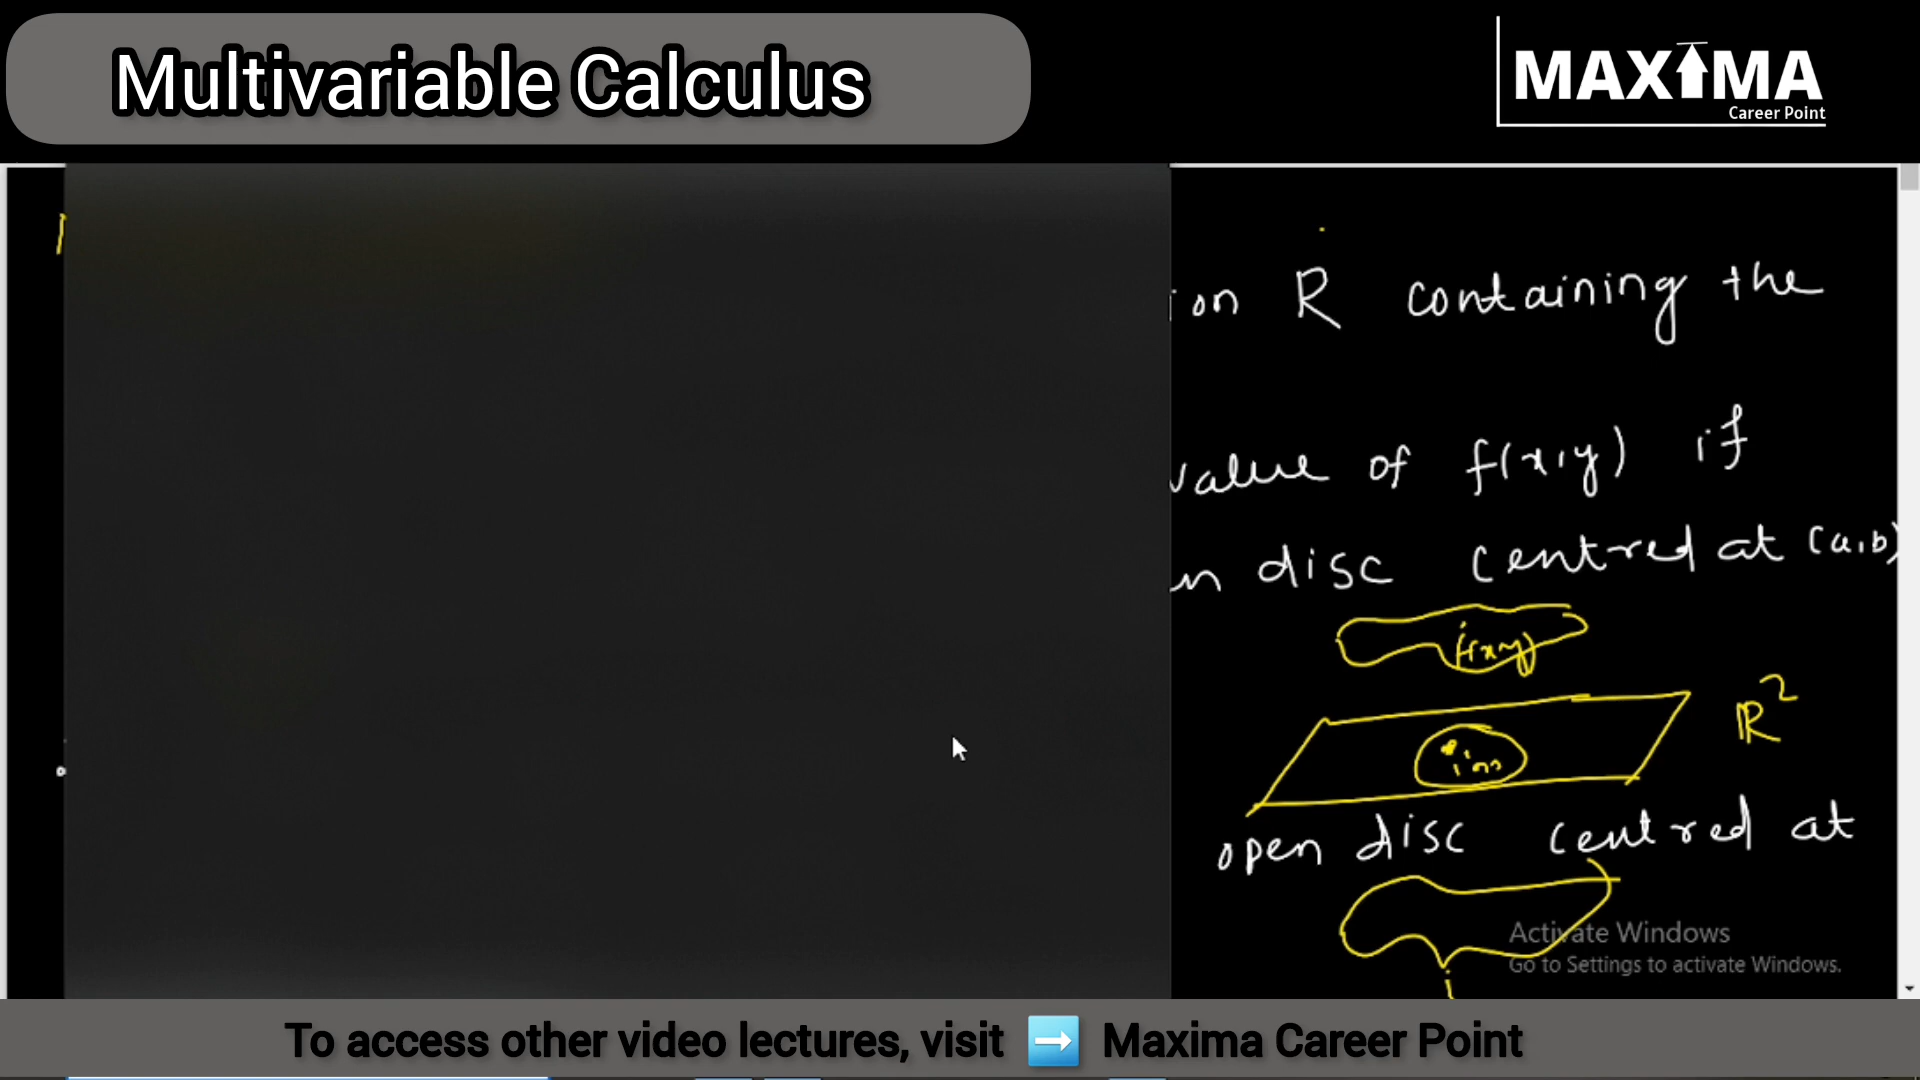 Multivariable Calculus
MAXIMA
Career Point
on R containing the
value of f(x,y) if
disc centred at (a,b)
f(x,y)
R²
open disc centred at
Activate Windows
Go to Settings to activate Windows.
To access other video lectures, visit ➡ Maxima Career Point